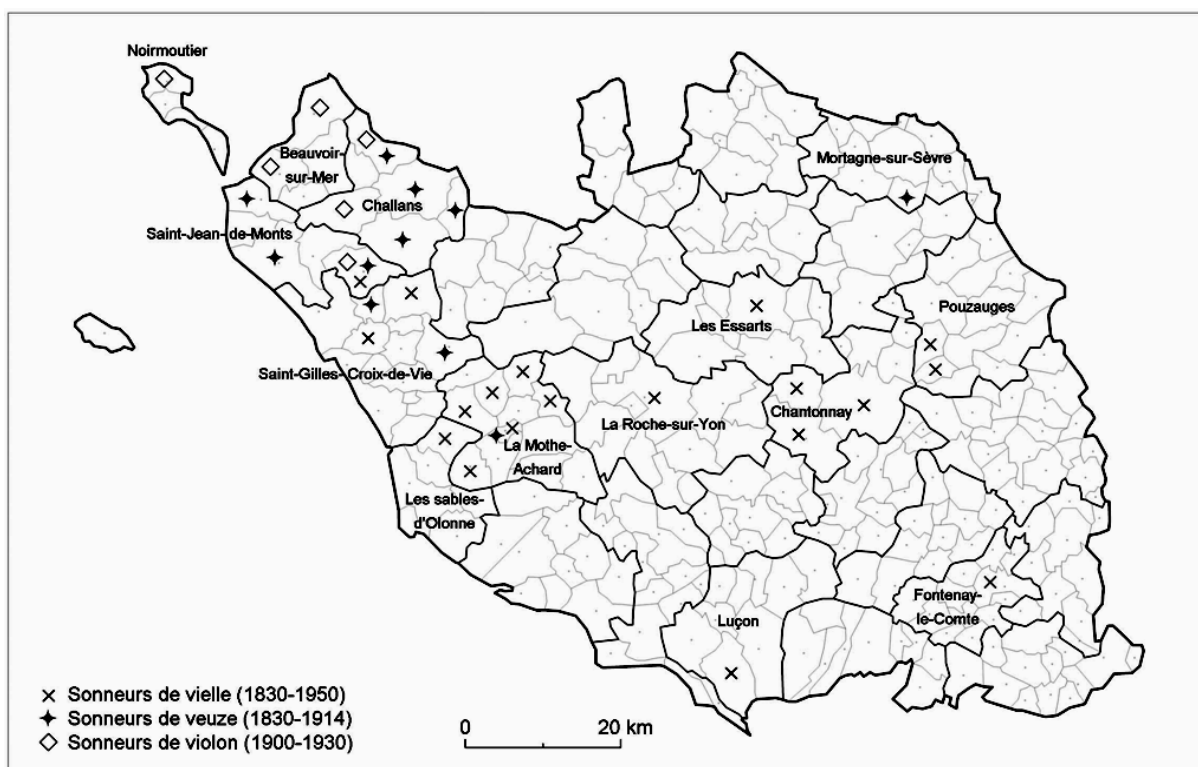 Noirmoutier
Beauvoir-
sur-Mer
Mortagne-sur-Sèvre
Challans
Saint-Jean-de-Monts
Pouzauges
Les Essarts
Saint-Gilles-Croix-de-Vie
Chantonnay
La Roche-sur-Yon
La Mothe-
Achard
Les sables-
d'Olonne
Fontenay-
le-Comte
Luçon
Sonneurs de vielle (1830-1950)
Sonneurs de veuze (1830-1914)
Sonneurs de violon (1900-1930)
0 20 km